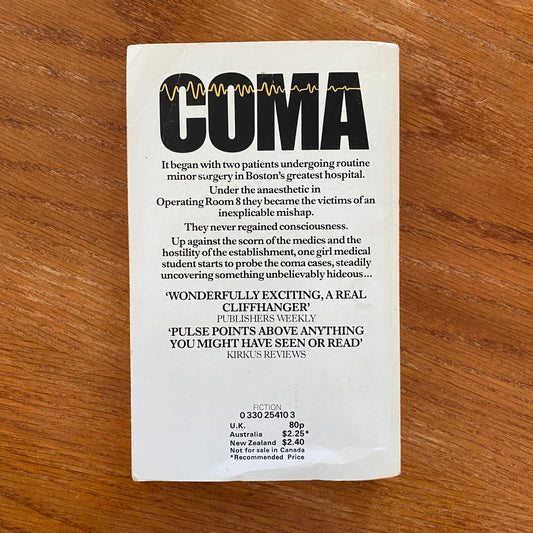 COMA
It began with two patients undergoing routine
minor surgery in Boston's greatest hospital.
Under the anaesthetic in
Operating Room 8 they became the victims of an
inexplicable mishap.
They never regained consciousness.
Up against the scorn of the medics and the
hostility of the establishment, one girl medical
student starts to probe the coma cases, steadily
uncovering something unbelievably hideous...
'WONDERFULLY EXCITING, A REAL
CLIFFHANGER'
PUBLISHERS WEEKLY
'PULSE POINTS ABOVE ANYTHING
YOU MIGHT HAVE SEEN OR READ'
KIRKUS REVIEWS
FICTION
0 330 25410 3
U.K. 80p
Australia $2.25*
New Zealand $2.40
Not for sale in Canada
*Recommended Price